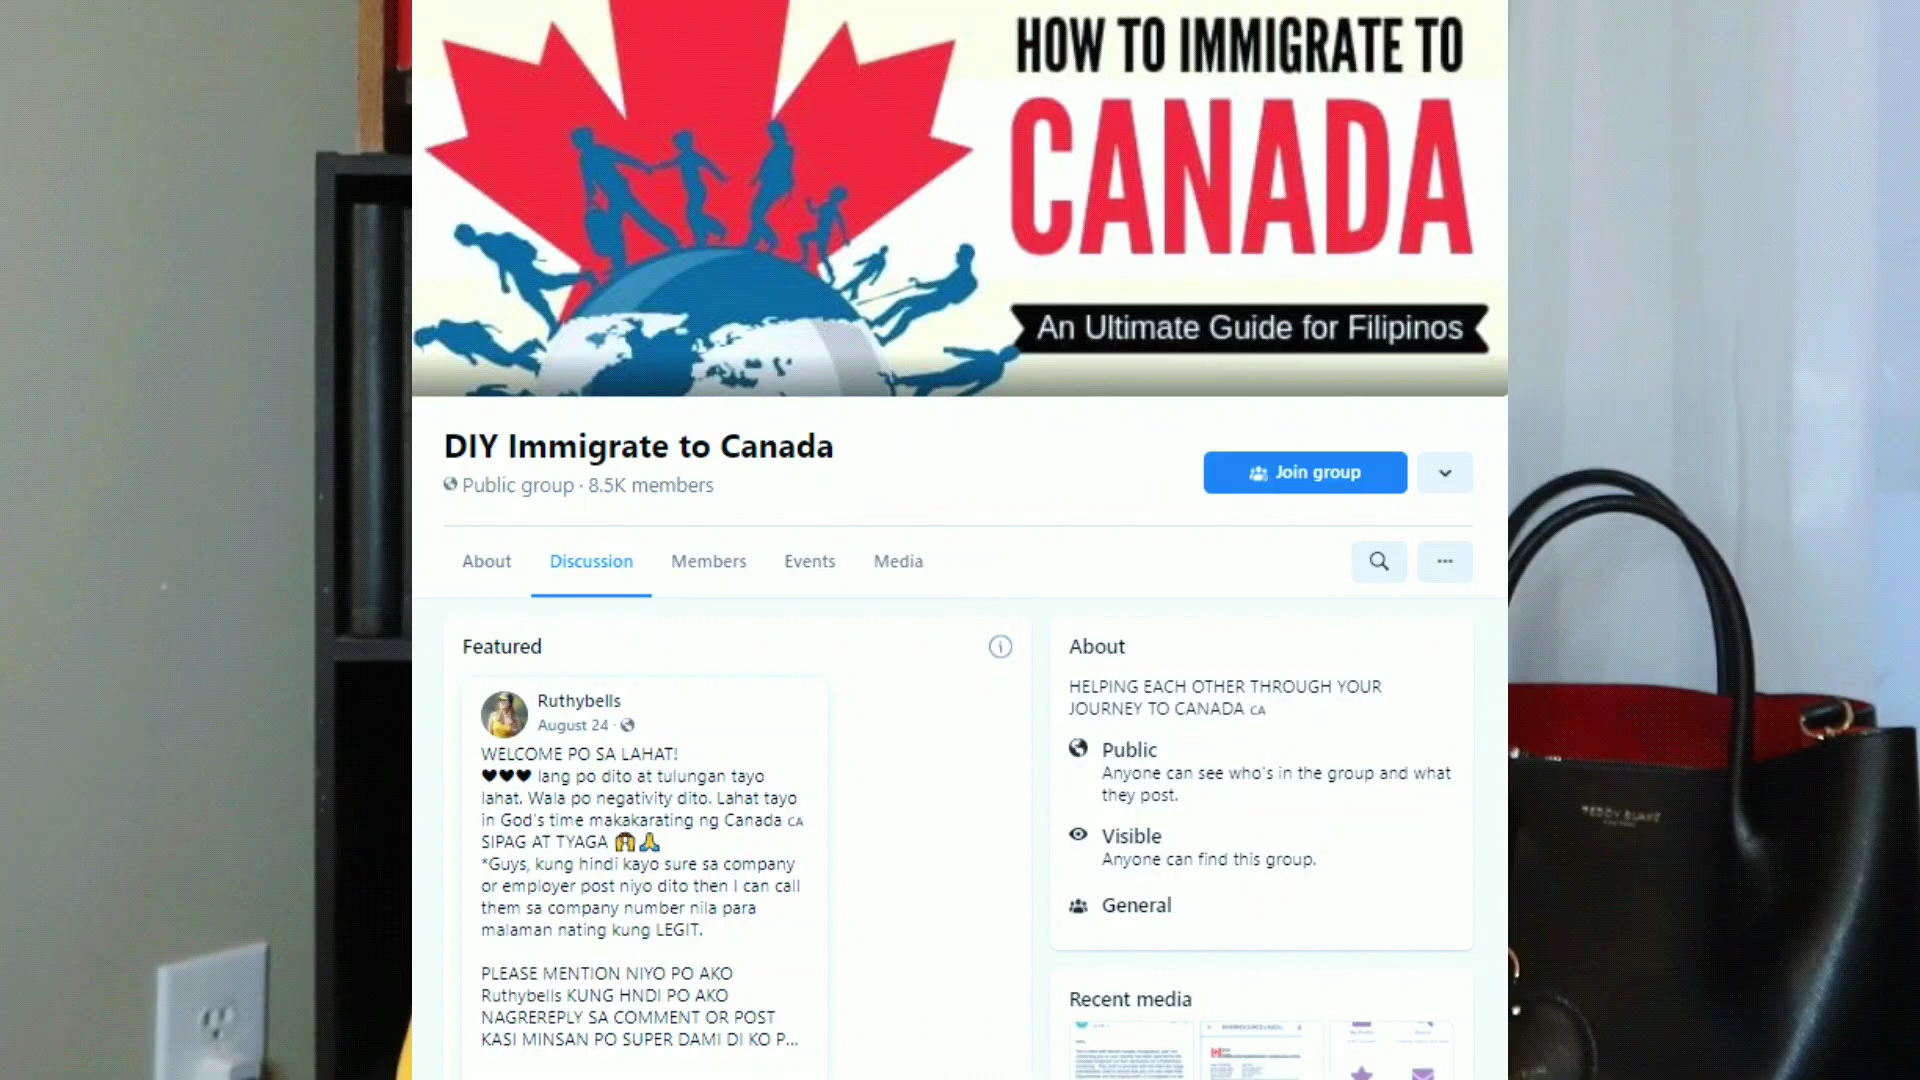 HOW TO IMMIGRATE TO
CANADA
An Ultimate Guide for Filipinos
DIY Immigrate to Canada
Public group · 8.5K members
Join group
About
Discussion
Members
Events
Media
Featured
Ruthybells
August 24 ·
WELCOME PO SA LAHAT!
🖤🖤🖤 lang po dito at tulungan tayo
lahat. Wala po negativity dito. Lahat tayo
in God's time makakarating ng Canada CA
SIPAG AT TYAGA 🙌🙏
*Guys, kung hindi kayo sure sa company
or employer post niyo dito then I can call
them sa company number nila para
malaman nating kung LEGIT.
PLEASE MENTION NIYO PO AKO
Ruthybells KUNG HNDI PO AKO
NAGREREPLY SA COMMENT OR POST
KASI MINSAN PO SUPER DAMI DI KO P...
About
HELPING EACH OTHER THROUGH YOUR
JOURNEY TO CANADA CA
Public
Anyone can see who's in the group and what
they post.
Visible
Anyone can find this group.
General
Recent media
TEDDY BLAKE